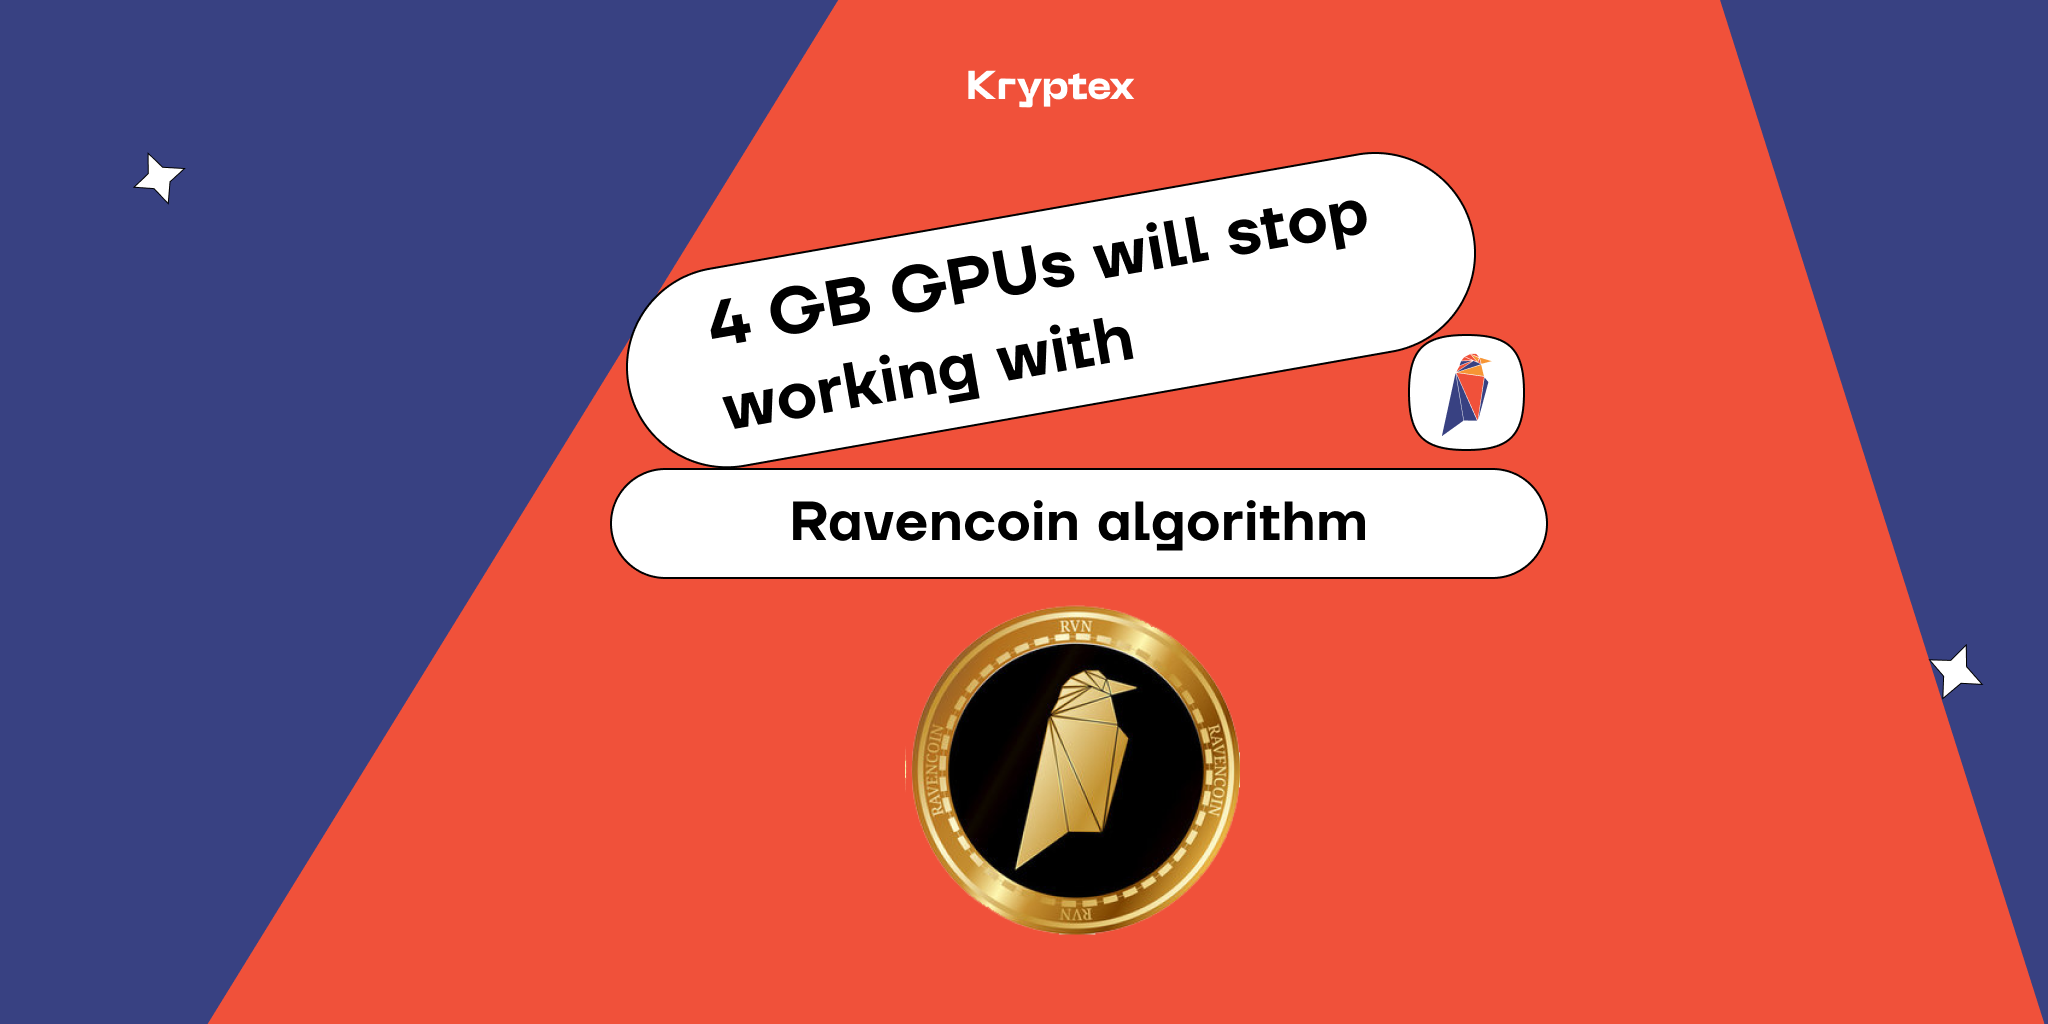 Kryptex
4 GB GPUs will stop
working with
Ravencoin algorithm
RVN
RAVENCOIN
RAVENCOIN
RVN